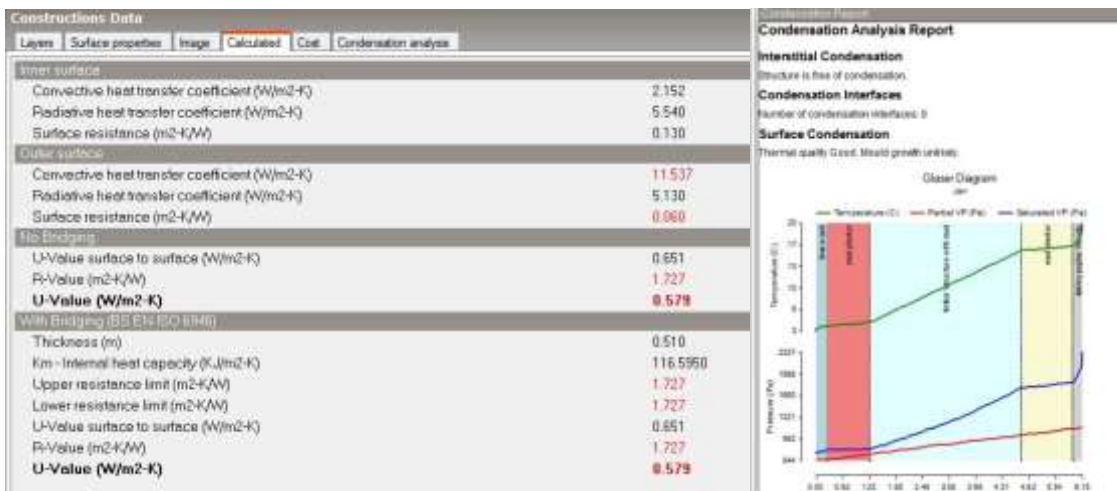 Constructions Data
Layers Surface properties Image Calculated Cost Condensation analysis
Inner surface
Convective heat transfer coefficient (W/m2-K) 2.152
Radiative heat transfer coefficient (W/m2-K) 5.540
Surface resistance (m2-K/W) 0.130
Outer surface
Convective heat transfer coefficient (W/m2-K) 11.537
Radiative heat transfer coefficient (W/m2-K) 5.130
Surface resistance (m2-K/W) 0.060
No Bridging
U-Value surface to surface (W/m2-K) 0.651
R-Value (m2-K/W) 1.727
U-Value (W/m2-K) 0.579
With Bridging (BS EN ISO 6946)
Thickness (m) 0.510
Km - Internal heat capacity (KJ/m2-K) 116.5950
Upper resistance limit (m2-K/W) 1.727
Lower resistance limit (m2-K/W) 1.727
U-Value surface to surface (W/m2-K) 0.651
R-Value (m2-K/W) 1.727
U-Value (W/m2-K) 0.579
Condensation Report
Condensation Analysis Report
Interstitial Condensation
Structure is free of condensation.
Condensation Interfaces
Number of condensation interfaces: 0
Surface Condensation
Thermal quality Good. Mould growth unlikely.
Glaser Diagram
Jan
Temperature (C) Partial VP (Pa) Saturated VP (Pa)
Temperature (C)
Pressure (Pa)